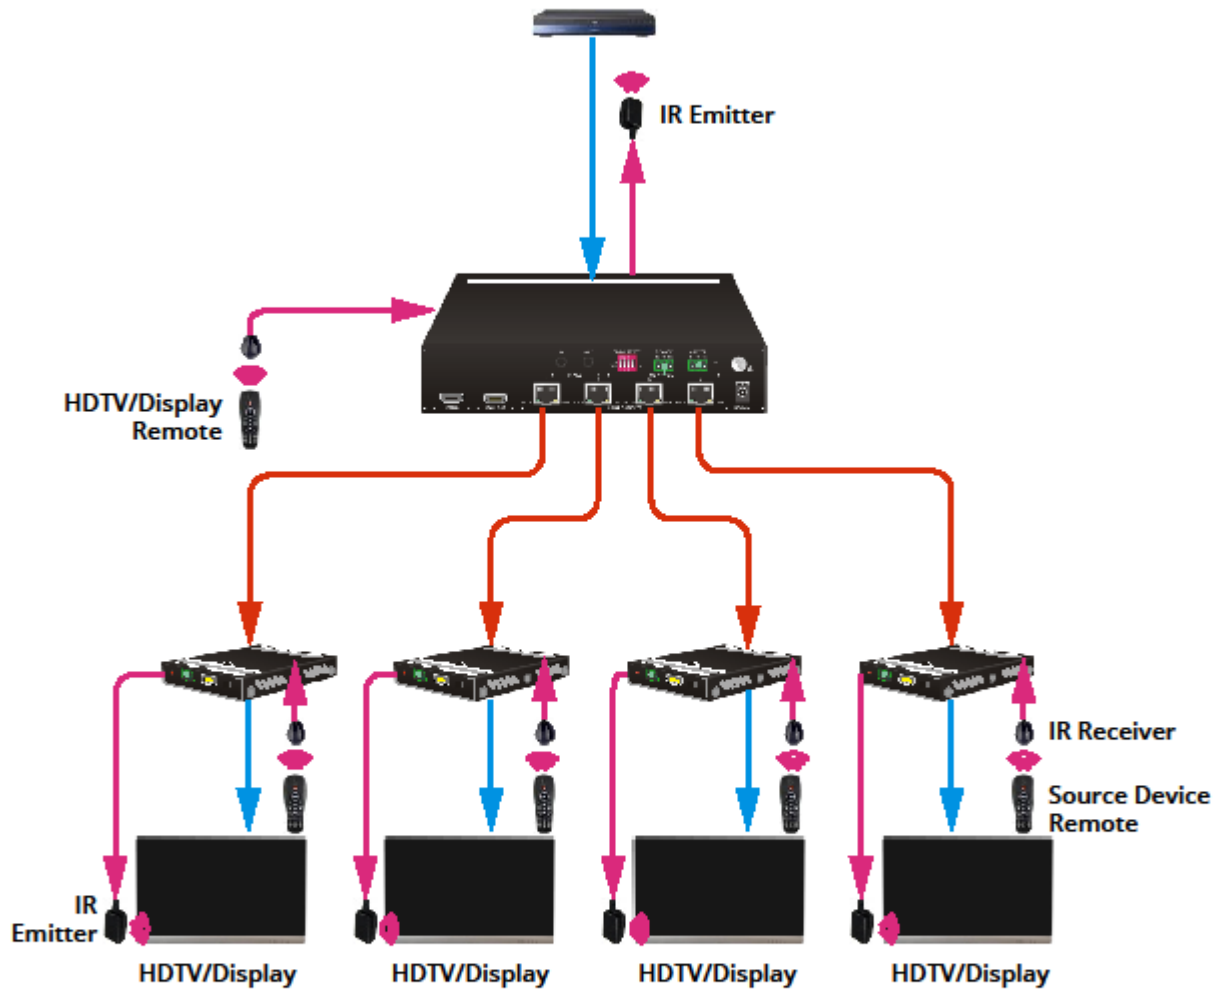 IR Emitter
HDTV/Display
Remote
IR Receiver
Source Device
Remote
IR
Emitter
HDTV/Display
HDTV/Display
HDTV/Display
HDTV/Display